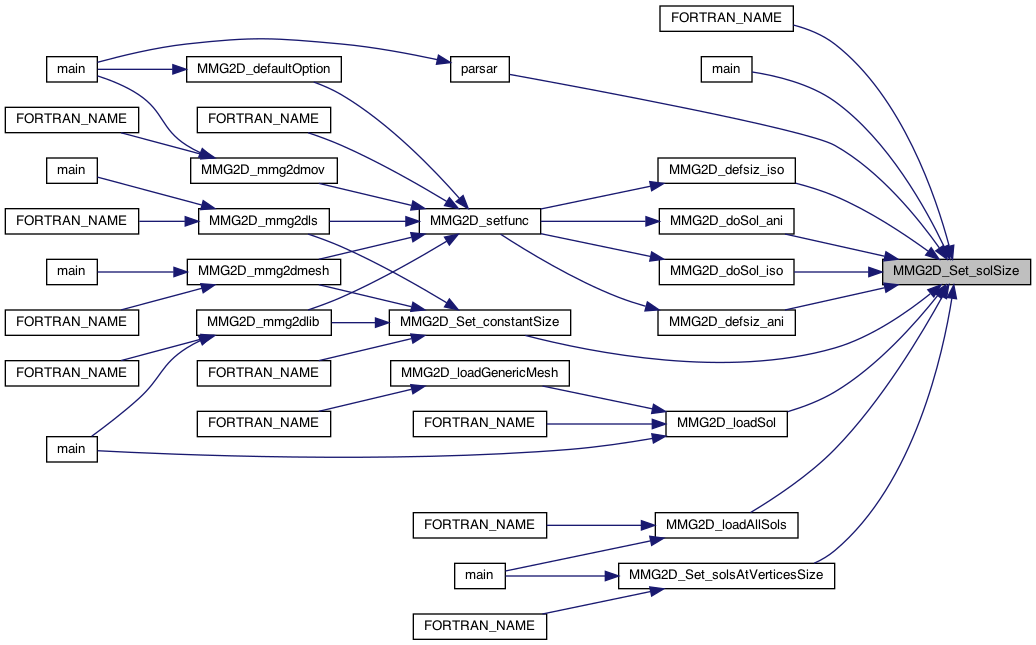 FORTRAN_NAME
main
parsar
main
MMG2D_defaultOption
FORTRAN_NAME
FORTRAN_NAME
main
MMG2D_mmg2dmov
MMG2D_defsiz_iso
FORTRAN_NAME
MMG2D_mmg2dls
MMG2D_setfunc
MMG2D_doSol_ani
main
MMG2D_mmg2dmesh
MMG2D_doSol_iso
MMG2D_Set_solSize
FORTRAN_NAME
MMG2D_mmg2dlib
MMG2D_Set_constantSize
MMG2D_defsiz_ani
FORTRAN_NAME
FORTRAN_NAME
MMG2D_loadGenericMesh
FORTRAN_NAME
FORTRAN_NAME
MMG2D_loadSol
main
FORTRAN_NAME
MMG2D_loadAllSols
main
MMG2D_Set_solsAtVerticesSize
FORTRAN_NAME